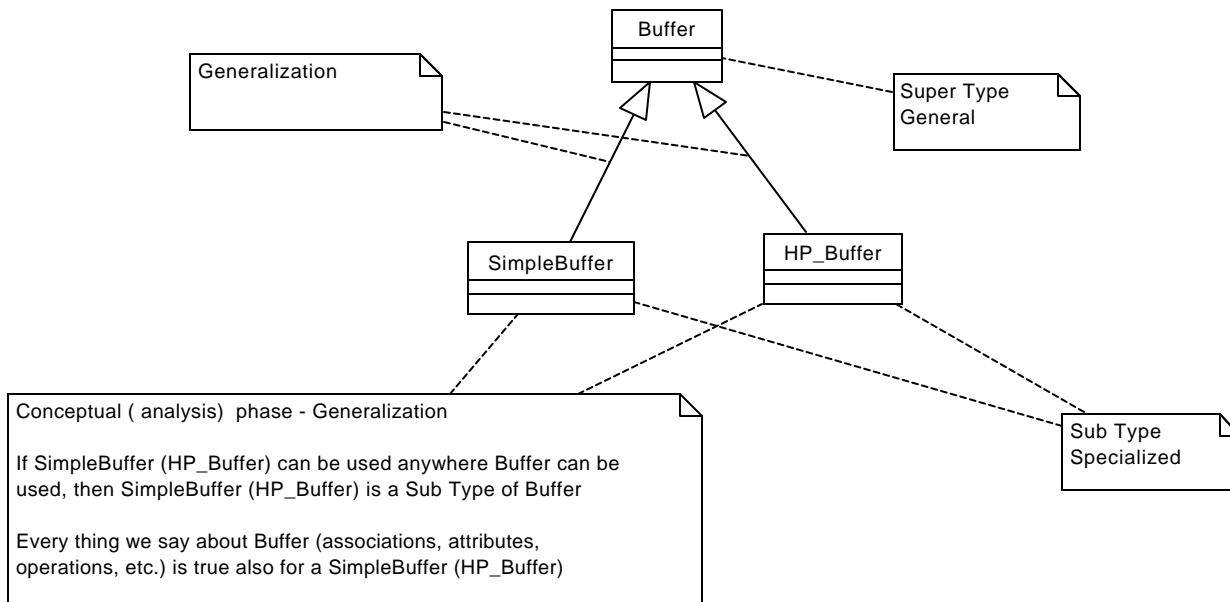 Buffer
Generalization
Super Type
General
SimpleBuffer
HP_Buffer
Conceptual ( analysis) phase - Generalization
If SimpleBuffer (HP_Buffer) can be used anywhere Buffer can be
used, then SimpleBuffer (HP_Buffer) is a Sub Type of Buffer
Every thing we say about Buffer (associations, attributes,
operations, etc.) is true also for a SimpleBuffer (HP_Buffer)
Sub Type
Specialized